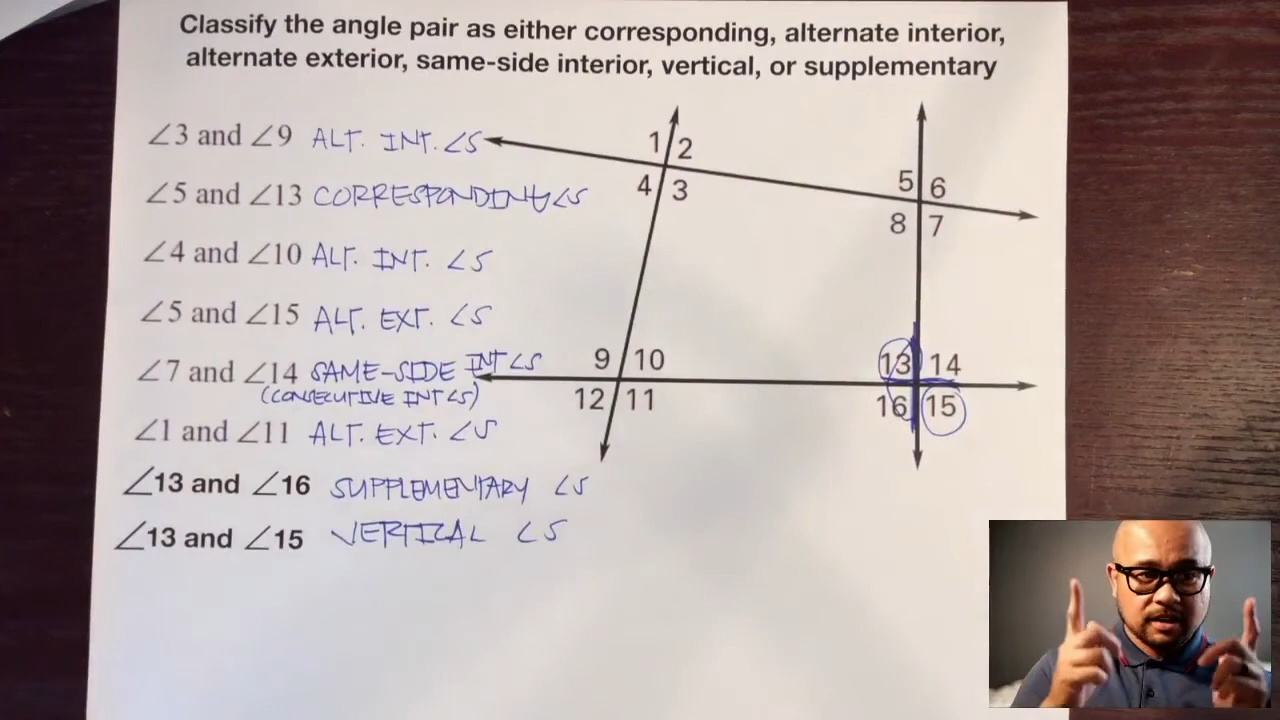 Classify the angle pair as either corresponding, alternate interior,
alternate exterior, same-side interior, vertical, or supplementary
∠3 and ∠9 ALT. INT. ∠S
∠5 and ∠13 CORRESPONDING ∠S
∠4 and ∠10 ALT. INT. ∠S
∠5 and ∠15 ALT. EXT. ∠S
∠7 and ∠14 SAME-SIDE INT ∠S
(CONSECUTIVE INT ∠S)
∠1 and ∠11 ALT. EXT. ∠S
∠13 and ∠16 SUPPLEMENTARY ∠S
∠13 and ∠15 VERTICAL ∠S
1 2
4 3
5 6
8 7
9 10
12 11
13 14
16 15